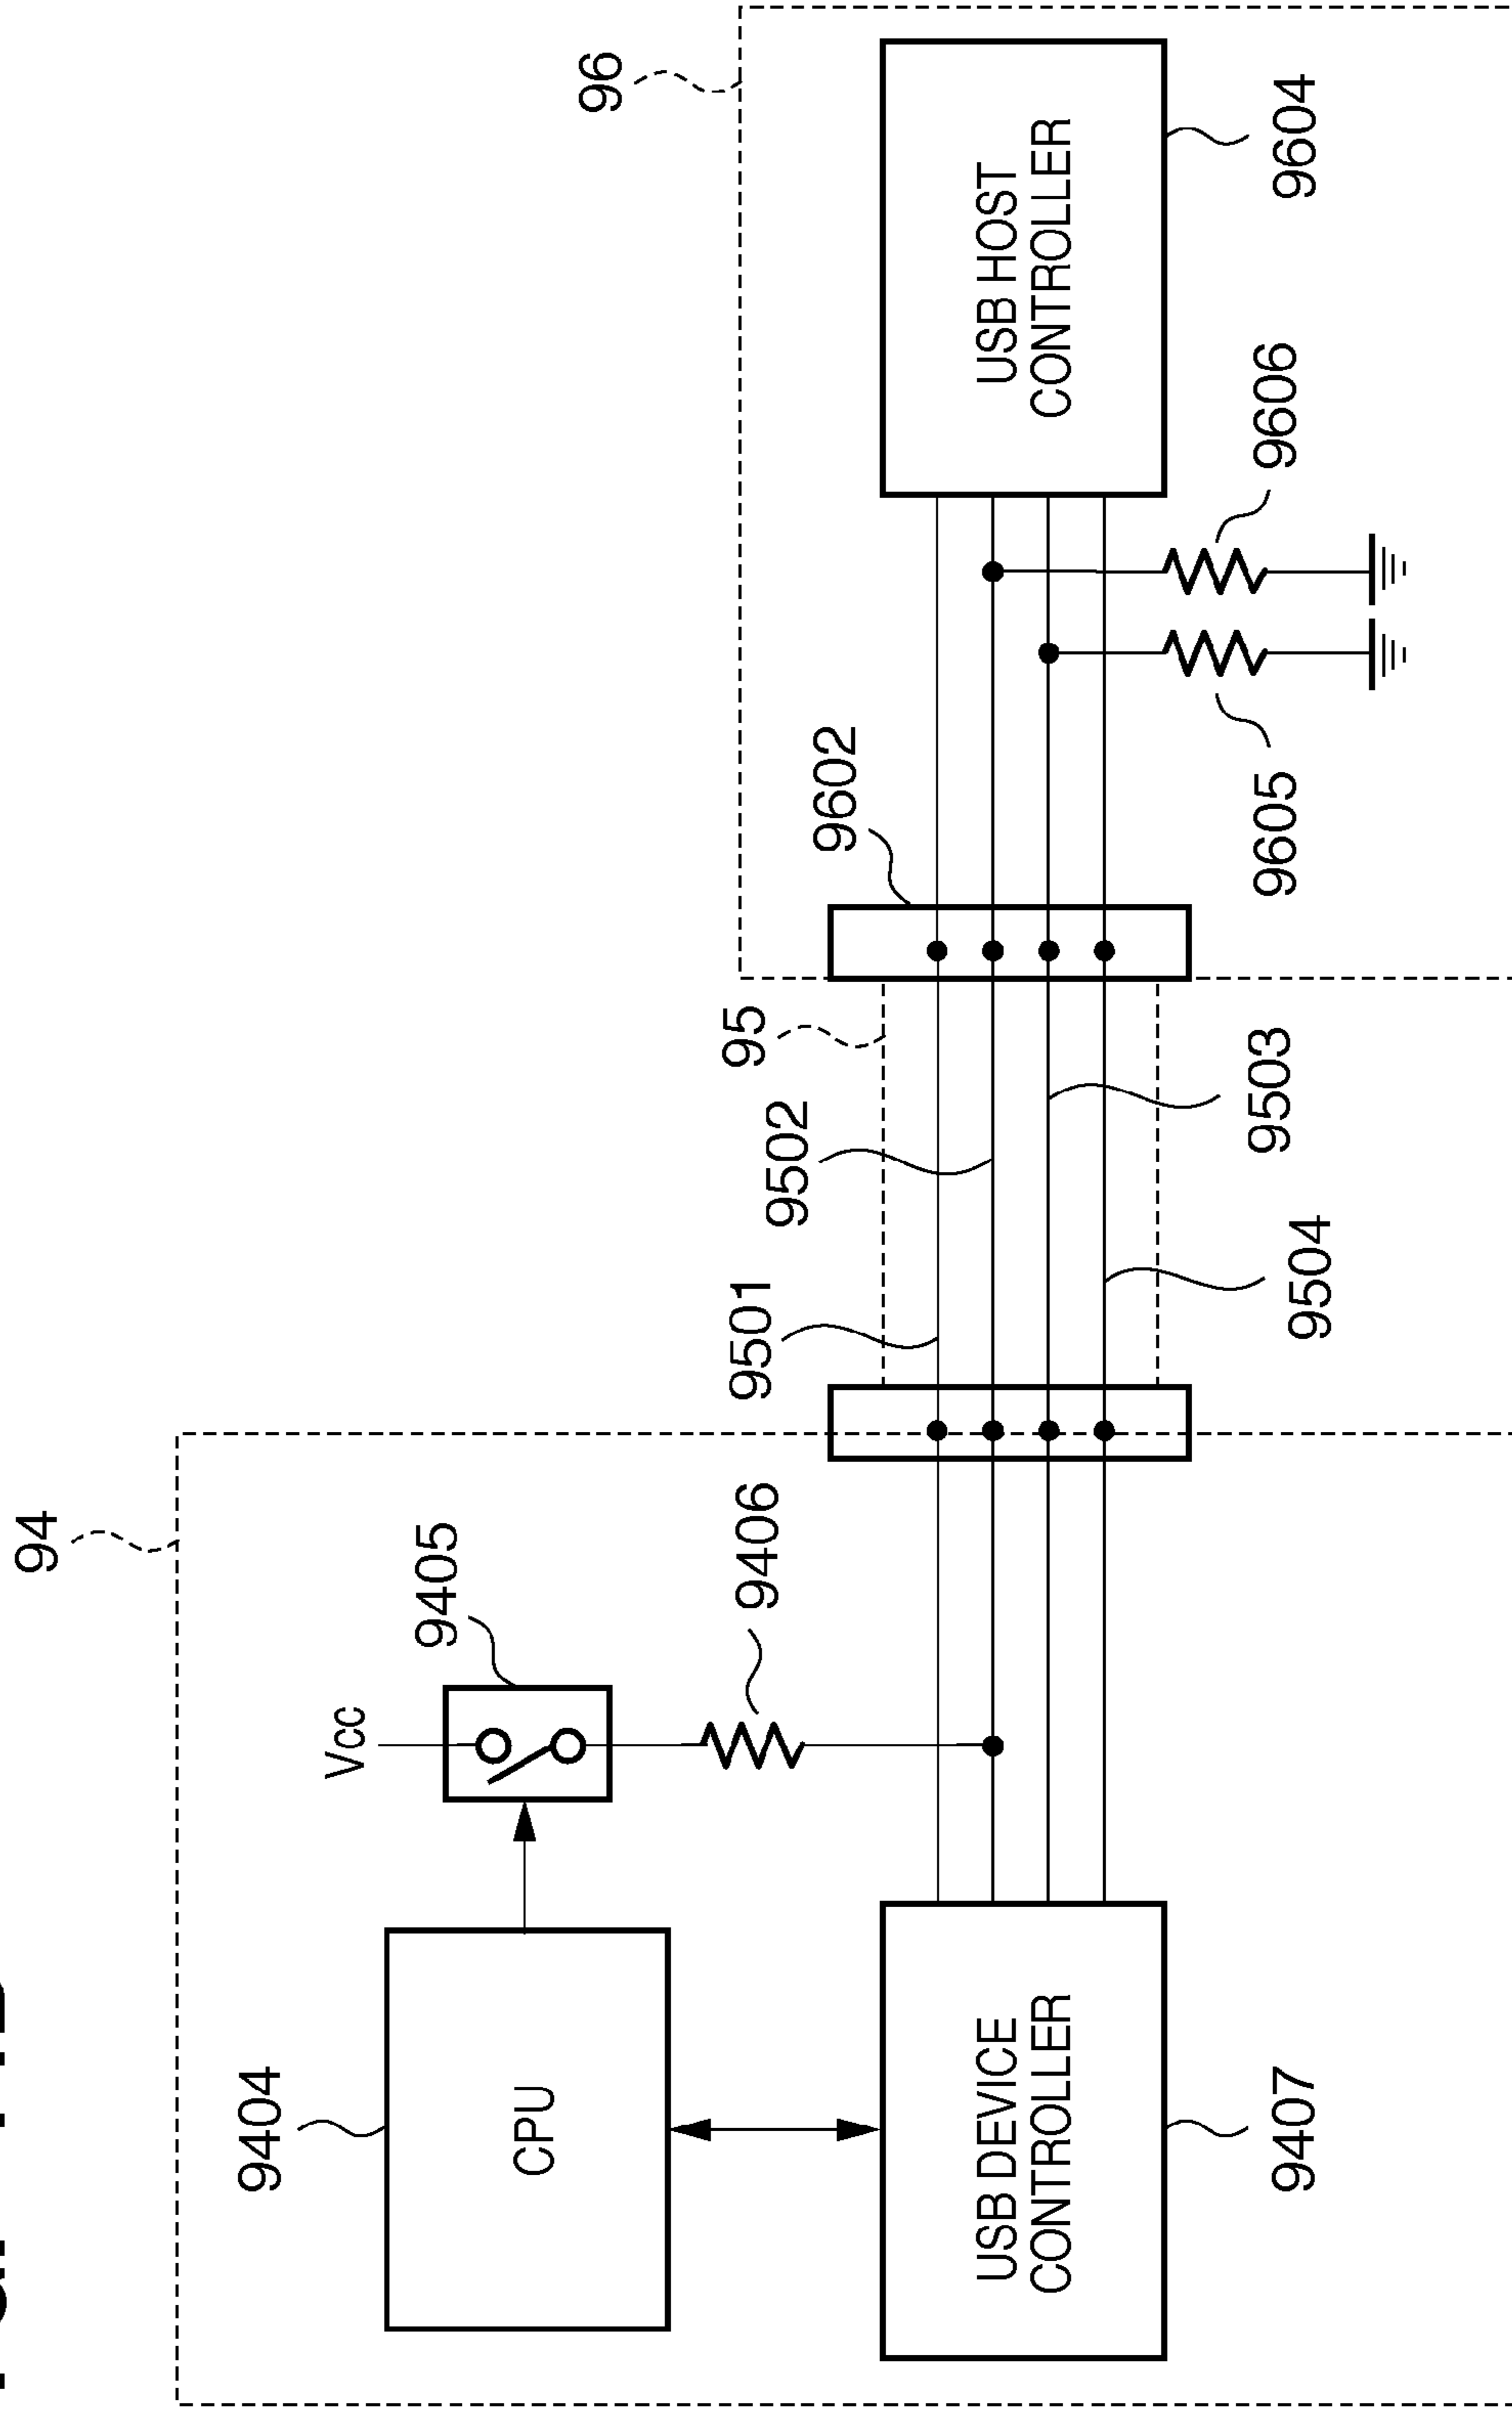 94
96
9404
CPU
Vcc
9405
9406
9501
9502
95
9602
USB HOST
CONTROLLER
9604
USB DEVICE
CONTROLLER
9407
9504
9503
9605
9606